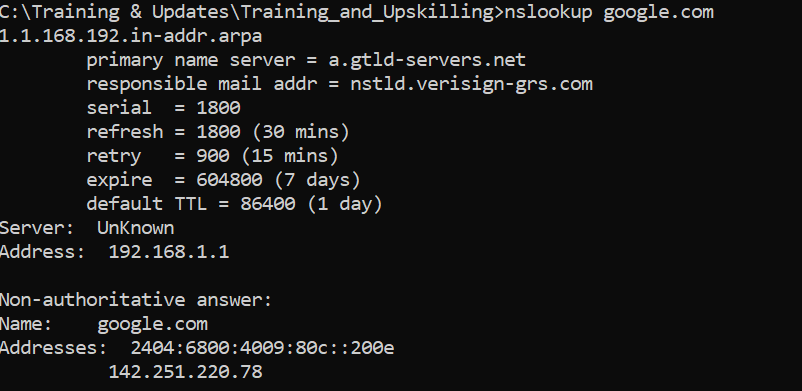 C:\Training & Updates\Training_and_Upskilling>nslookup google.com
1.1.168.192.in-addr.arpa
        primary name server = a.gtld-servers.net
        responsible mail addr = nstld.verisign-grs.com
        serial  = 1800
        refresh = 1800 (30 mins)
        retry   = 900 (15 mins)
        expire  = 604800 (7 days)
        default TTL = 86400 (1 day)
Server:  UnKnown
Address:  192.168.1.1

Non-authoritative answer:
Name:    google.com
Addresses:  2404:6800:4009:80c::200e
          142.251.220.78